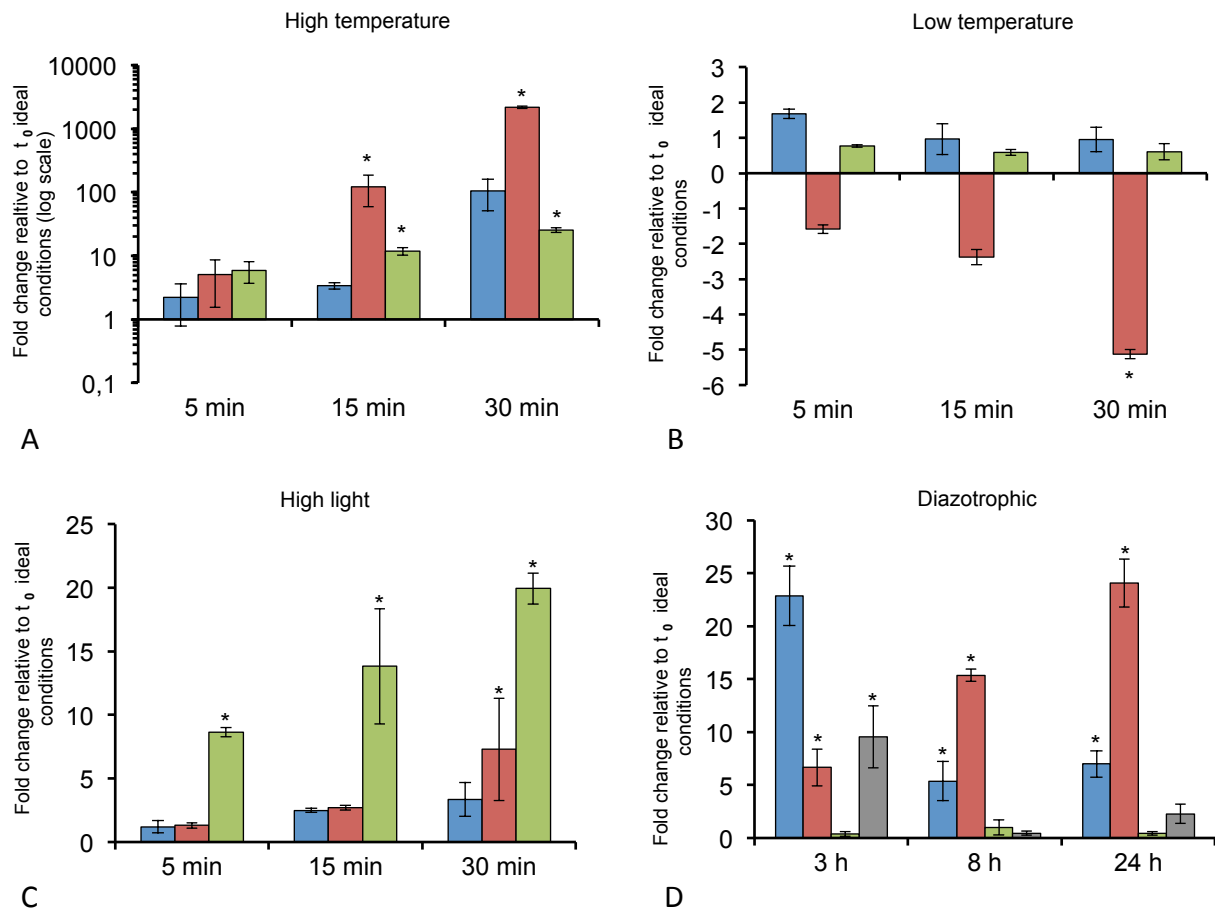 High temperature
Fold change realtive to t 0 ideal
conditions (log scale)
10000
*
1000
*
100
*
*
10
1
0,1
5 min 15 min 30 min
A
Low temperature
Fold change relative to t 0 ideal
conditions
3
2
1
0
-1
-2
-3
-4
-5
-6
*
5 min 15 min 30 min
B
High light
Fold change relative to t 0 ideal
conditions
25
*
20
*
15
*
10
*
5
0
5 min 15 min 30 min
C
Diazotrophic
Fold change relative to t 0 ideal
conditions
30
* *
25
20
*
15
* *
10
* *
5
0
3 h 8 h 24 h
D